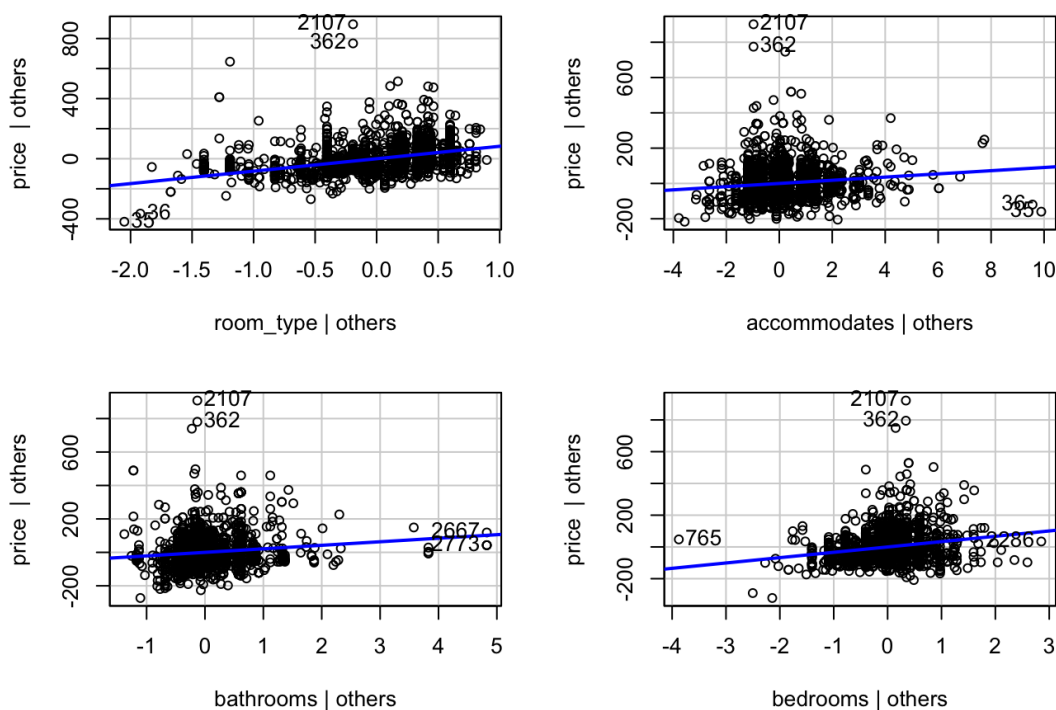 2107
362
36
35
price | others
-400 0 400 800
-2.0 -1.5 -1.0 -0.5 0.0 0.5 1.0
room_type | others
2107
362
36
35
price | others
-200 200 600
-4 -2 0 2 4 6 8 10
accommodates | others
2107
362
2667
2773
price | others
-200 200 600
-1 0 1 2 3 4 5
bathrooms | others
2107
362
765
2286
price | others
-200 200 600
-4 -3 -2 -1 0 1 2 3
bedrooms | others